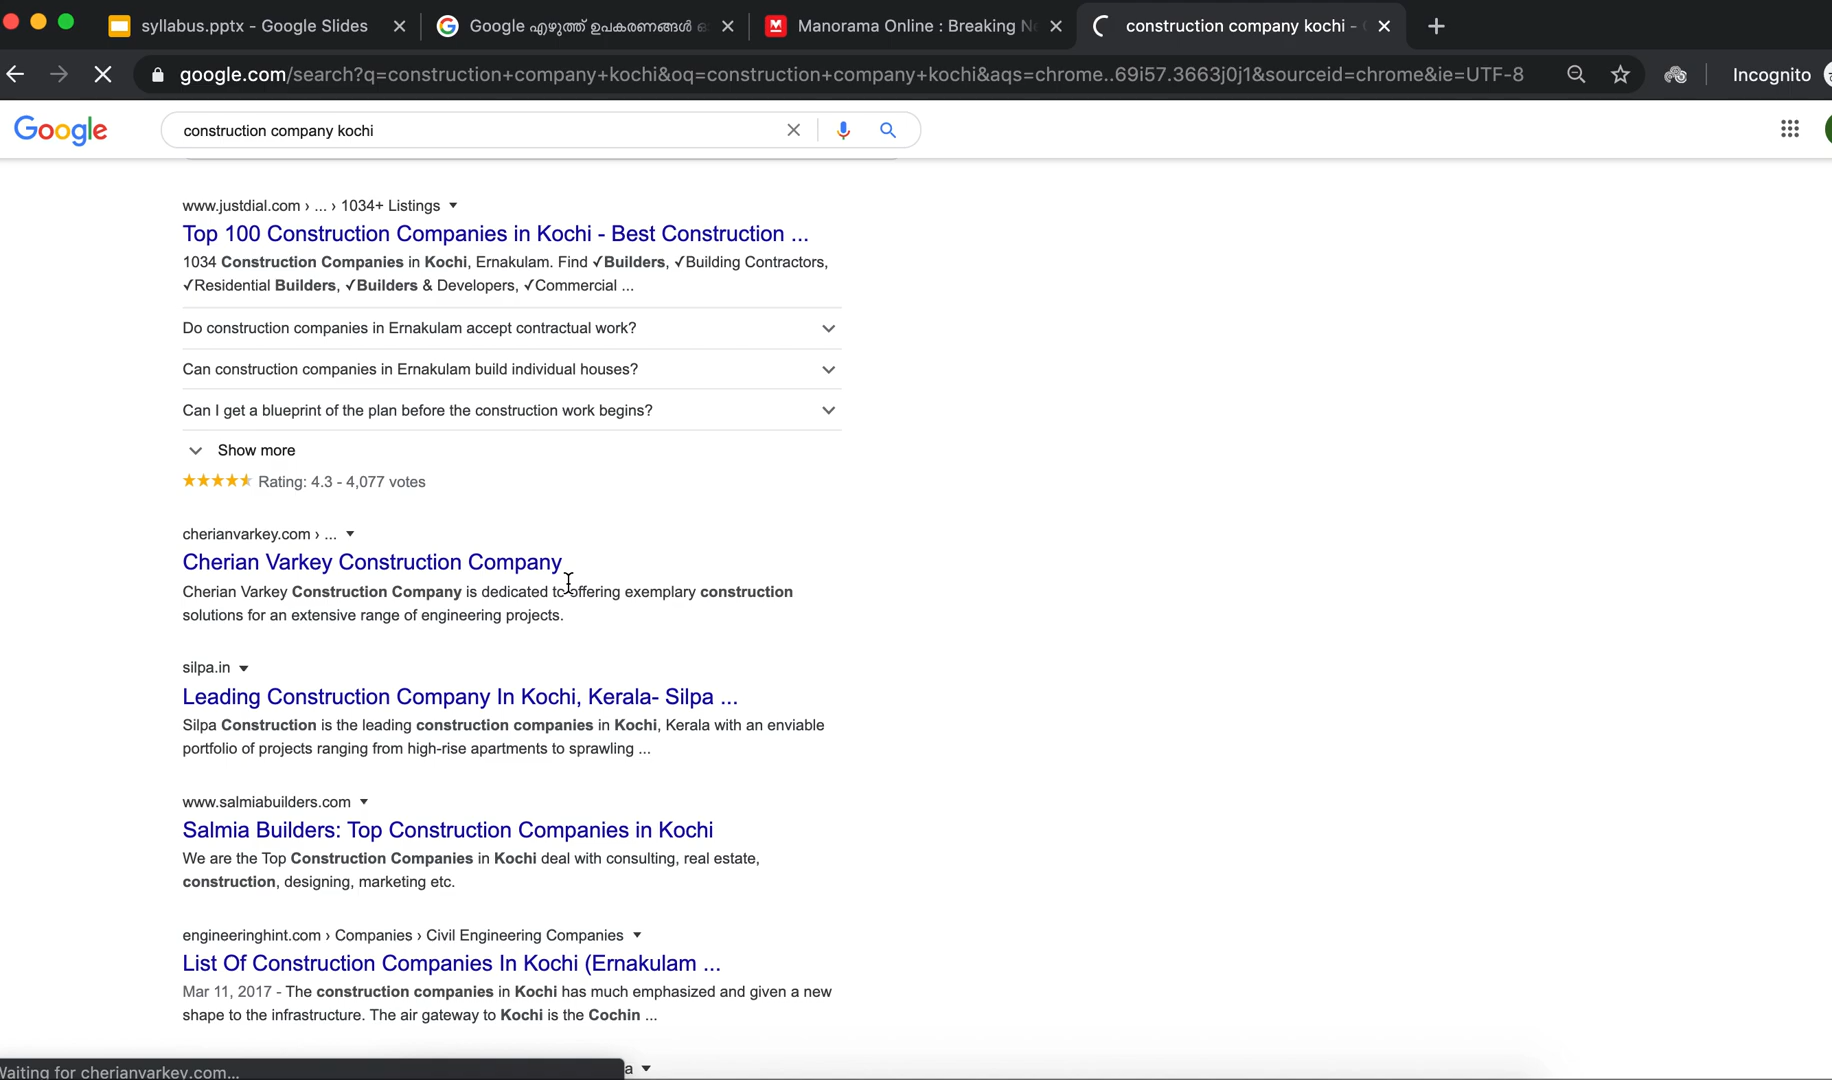 syllabus.pptx - Google Slides
Google എഴുത്ത് ഉപകരണങ്ങൾ
Manorama Online : Breaking Ne
construction company kochi -
google.com/search?q=construction+company+kochi&oq=construction+company+kochi&aqs=chrome..69i57.3663j0j1&sourceid=chrome&ie=UTF-8
Incognito
Google
construction company kochi
www.justdial.com › ... › 1034+ Listings
Top 100 Construction Companies in Kochi - Best Construction ...
1034 Construction Companies in Kochi, Ernakulam. Find ✓Builders, ✓Building Contractors,
✓Residential Builders, ✓Builders & Developers, ✓Commercial ...
Do construction companies in Ernakulam accept contractual work?
Can construction companies in Ernakulam build individual houses?
Can I get a blueprint of the plan before the construction work begins?
Show more
Rating: 4.3 - 4,077 votes
cherianvarkey.com › ...
Cherian Varkey Construction Company
Cherian Varkey Construction Company is dedicated to offering exemplary construction
solutions for an extensive range of engineering projects.
silpa.in
Leading Construction Company In Kochi, Kerala- Silpa ...
Silpa Construction is the leading construction companies in Kochi, Kerala with an enviable
portfolio of projects ranging from high-rise apartments to sprawling ...
www.salmiabuilders.com
Salmia Builders: Top Construction Companies in Kochi
We are the Top Construction Companies in Kochi deal with consulting, real estate,
construction, designing, marketing etc.
engineeringhint.com › Companies › Civil Engineering Companies
List Of Construction Companies In Kochi (Ernakulam ...
Mar 11, 2017 - The construction companies in Kochi has much emphasized and given a new
shape to the infrastructure. The air gateway to Kochi is the Cochin ...
Waiting for cherianvarkey.com...
a